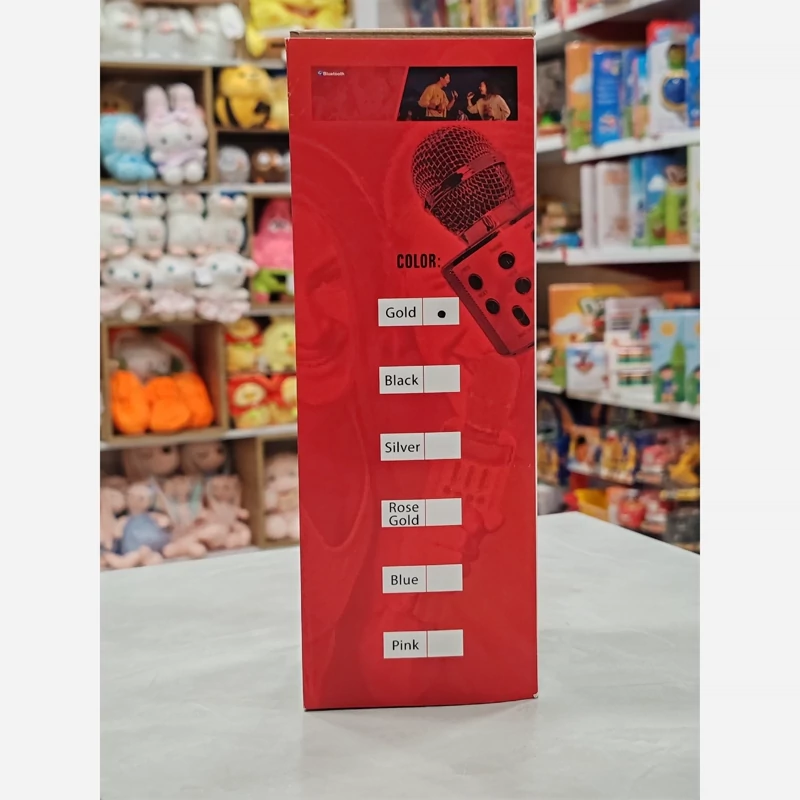 Bluetooth
COLOR:
Gold
Black
Silver
Rose
Gold
Blue
Pink